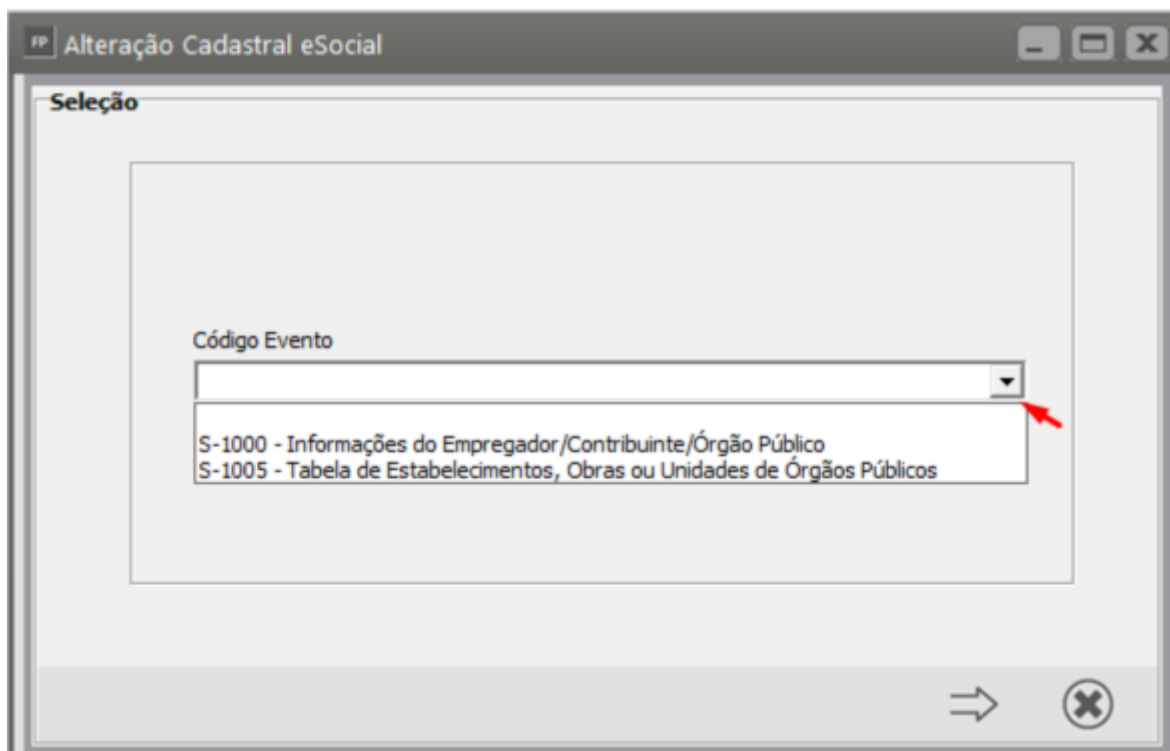 FP Alteração Cadastral eSocial
Seleção
Código Evento
S-1000 - Informações do Empregador/Contribuinte/Órgão Público
S-1005 - Tabela de Estabelecimentos, Obras ou Unidades de Órgãos Públicos